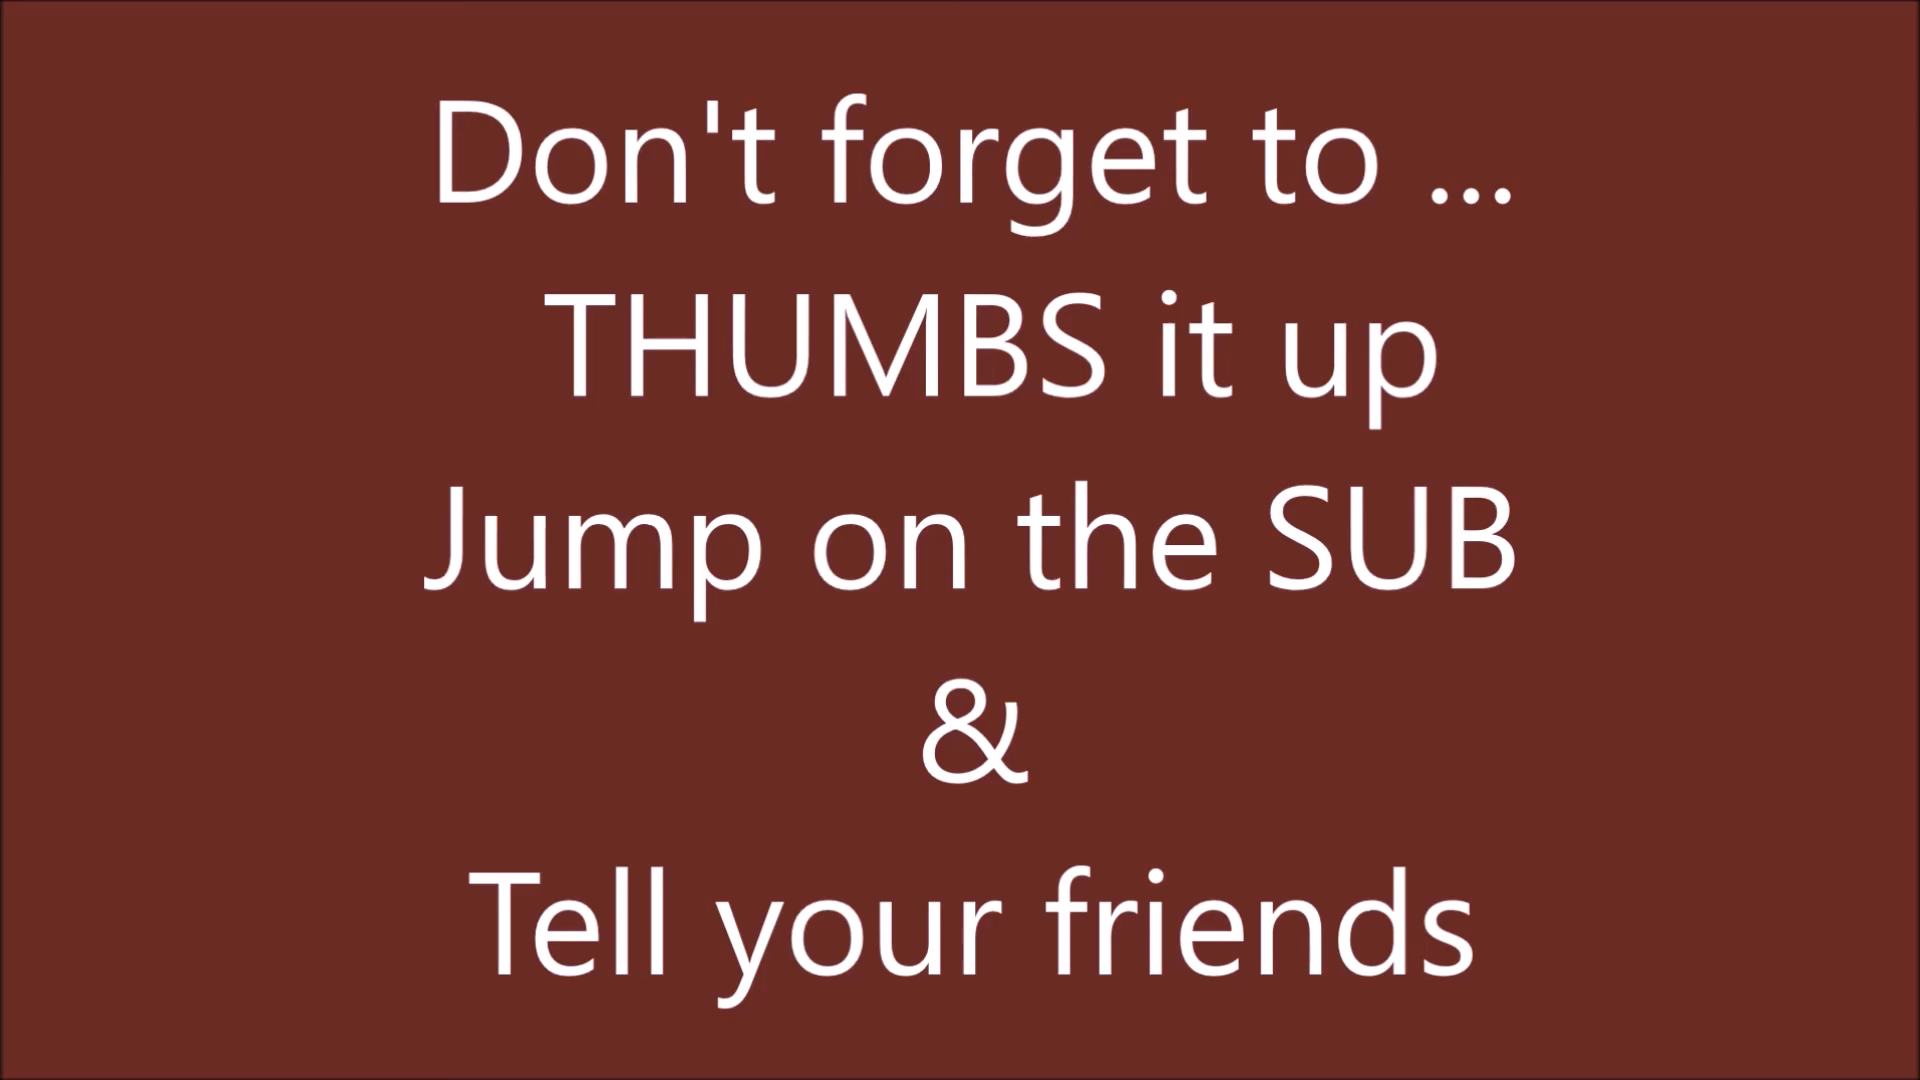 Don't forget to ...
THUMBS it up
Jump on the SUB
&
Tell your friends